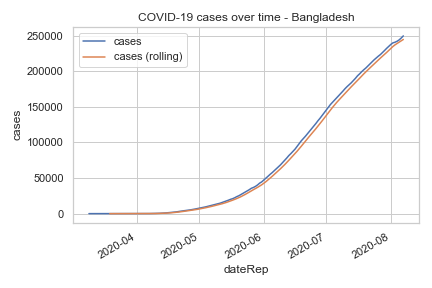 COVID-19 cases over time - Bangladesh
cases
cases (rolling)
250000
200000
150000
100000
50000
0
cases
2020-04
2020-05
2020-06
2020-07
2020-08
dateRep